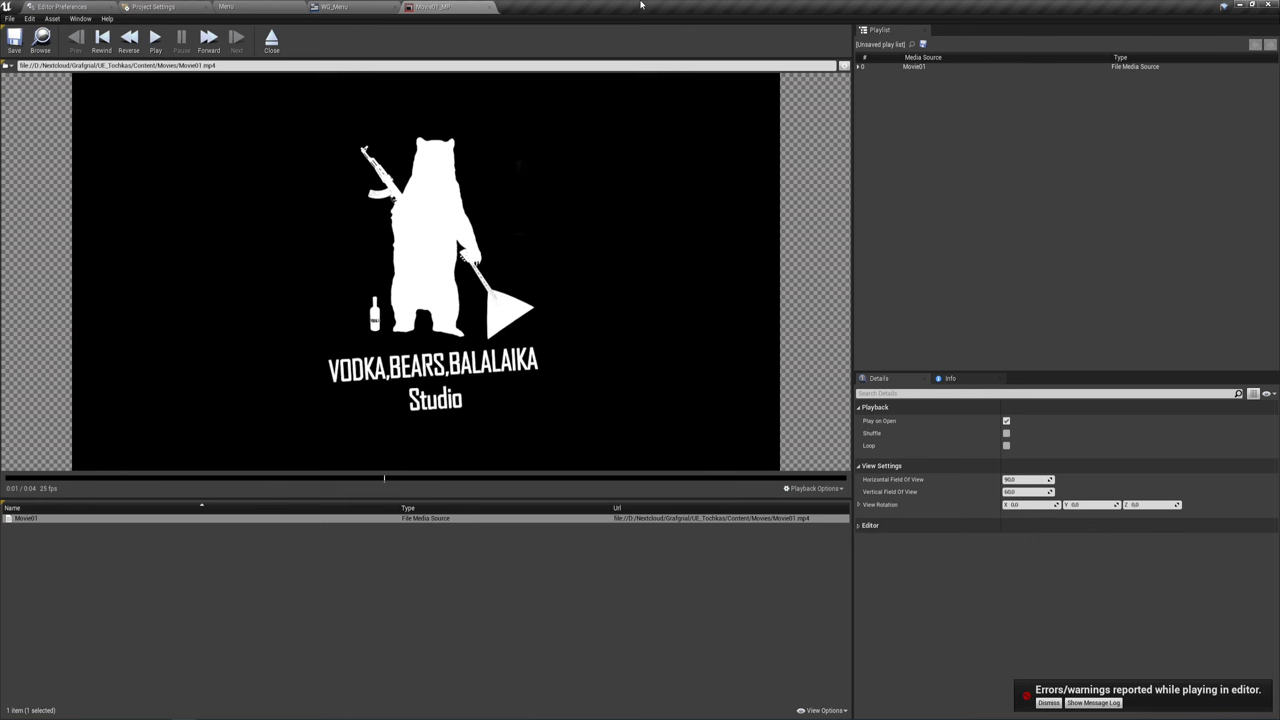 Editor Preferences
Project Settings
Menu
WG_Menu
Movie01_MP
File
Edit
Asset
Window
Help
Save
Browse
Prev
Rewind
Reverse
Play
Pause
Forward
Next
Close
file://D:/Nextcloud/Grafgnial/UE_Tochkas/Content/Movies/Movie01.mp4
VODKA,BEARS,BALALAIKA
Studio
0:01 / 0:04 25 fps
Playback Options
Name
Type
Url
Movie01
File Media Source
file://D:/Nextcloud/Grafgnial/UE_Tochkas/Content/Movies/Movie01.mp4
1 item (1 selected)
View Options
Playlist
[Unsaved play list]
#
Media Source
Type
0
Movie01
File Media Source
Details
Info
Search Details
Playback
Play on Open
Shuffle
Loop
View Settings
Horizontal Field Of View
90,0
Vertical Field Of View
60,0
View Rotation
X 0,0
Y 0,0
Z 0,0
Editor
Errors/warnings reported while playing in editor.
Dismiss
Show Message Log